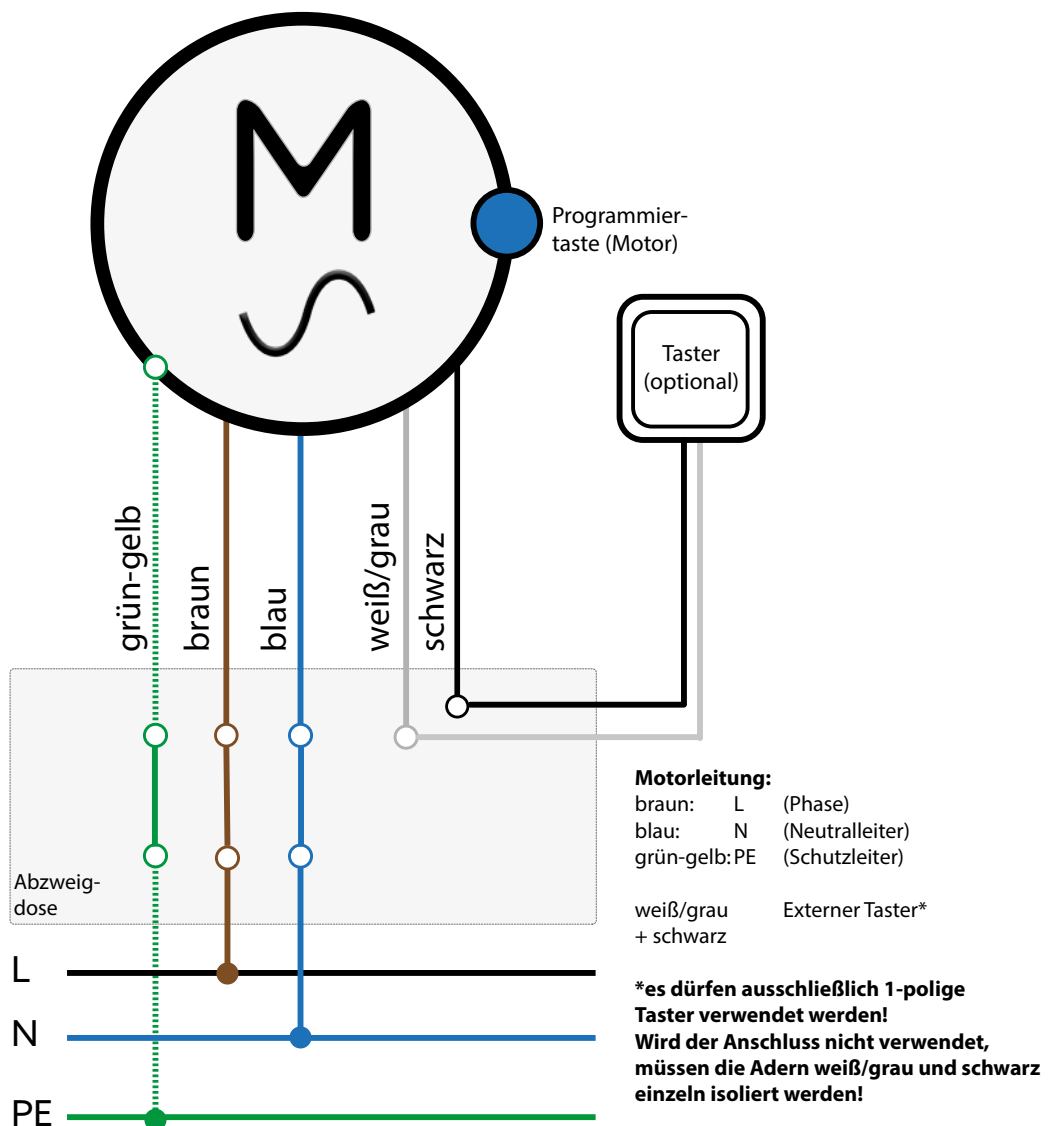 M
Programmier-
taste (Motor)
Taster
(optional)
grün-gelb
braun
blau
weiß/grau
schwarz
Abzweig-
dose
L
N
PE
Motorleitung:
braun: L (Phase)
blau: N (Neutralleiter)
grün-gelb: PE (Schutzleiter)
weiß/grau Externer Taster*
+ schwarz
*es dürfen ausschließlich 1-polige
Taster verwendet werden!
Wird der Anschluss nicht verwendet,
müssen die Adern weiß/grau und schwarz
einzeln isoliert werden!